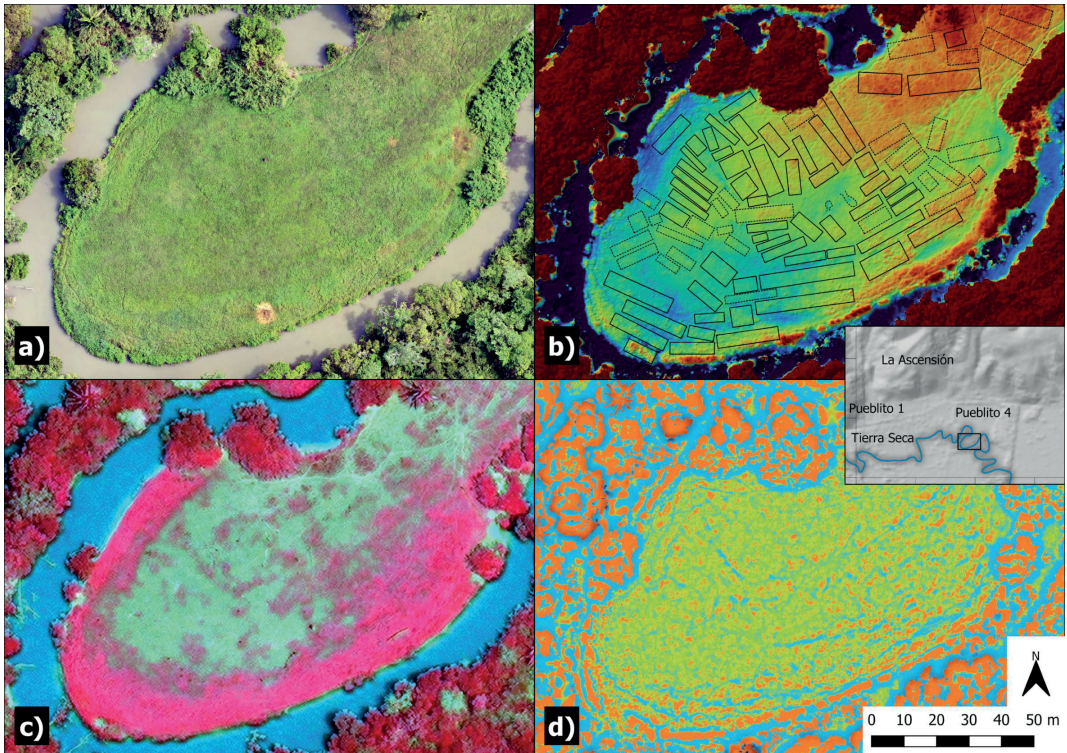 a)
b)
La Ascensión
Pueblito 1
Pueblito 4
Tierra Seca
c)
d)
N
0 10 20 30 40 50 m